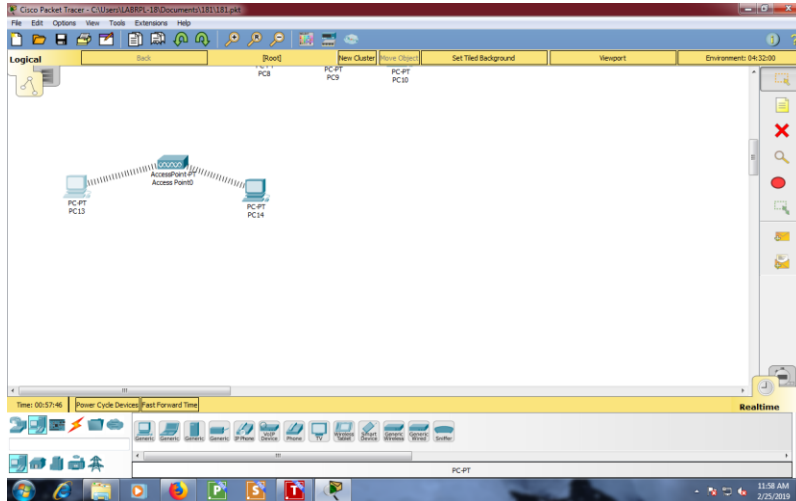 Cisco Packet Tracer - C:\Users\LABRPL-18\Documents\181\181.pkt
File Edit Options View Tools Extensions Help
Logical Back [Root] New Cluster Move Object Set Tiled Background Viewport Environment: 04:32:00
PC8
PC-PT
PC9
PC-PT
PC10
AccessPoint-PT
Access Point0
PC-PT
PC13
PC-PT
PC14
Time: 00:57:46 Power Cycle Devices Fast Forward Time Realtime
Generic Generic Generic Generic IP Phone VoIP Device Phone TV Wireless Tablet Smart Device Generic Wireless Generic Wired Sniffer
PC-PT
11:58 AM
2/25/2019